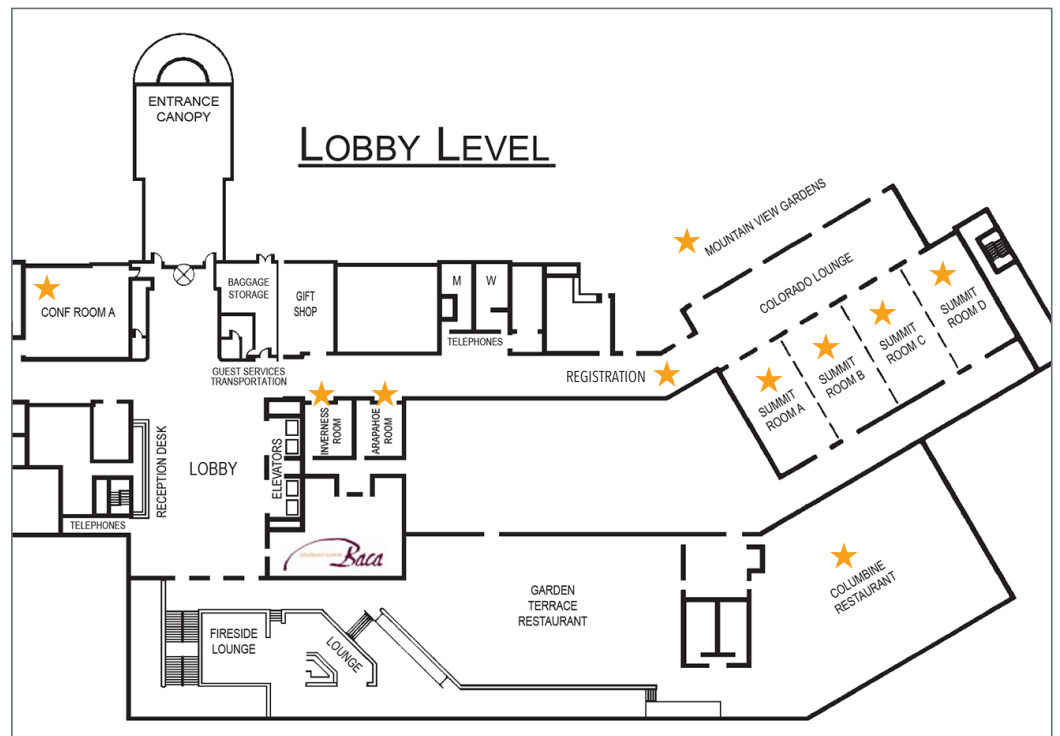 ENTRANCE
CANOPY
LOBBY LEVEL
MOUNTAIN VIEW GARDENS
COLORADO LOUNGE
CONF ROOM A
BAGGAGE
STORAGE
GIFT
SHOP
M
W
TELEPHONES
GUEST SERVICES
TRANSPORTATION
REGISTRATION
SUMMIT
ROOM A
SUMMIT
ROOM B
SUMMIT
ROOM C
SUMMIT
ROOM D
INVERNESS
ROOM
ARAPAHOE
ROOM
RECEPTION DESK
LOBBY
ELEVATORS
TELEPHONES
Baca
GARDEN
TERRACE
RESTAURANT
COLUMBINE
RESTAURANT
FIRESIDE
LOUNGE
LOUNGE